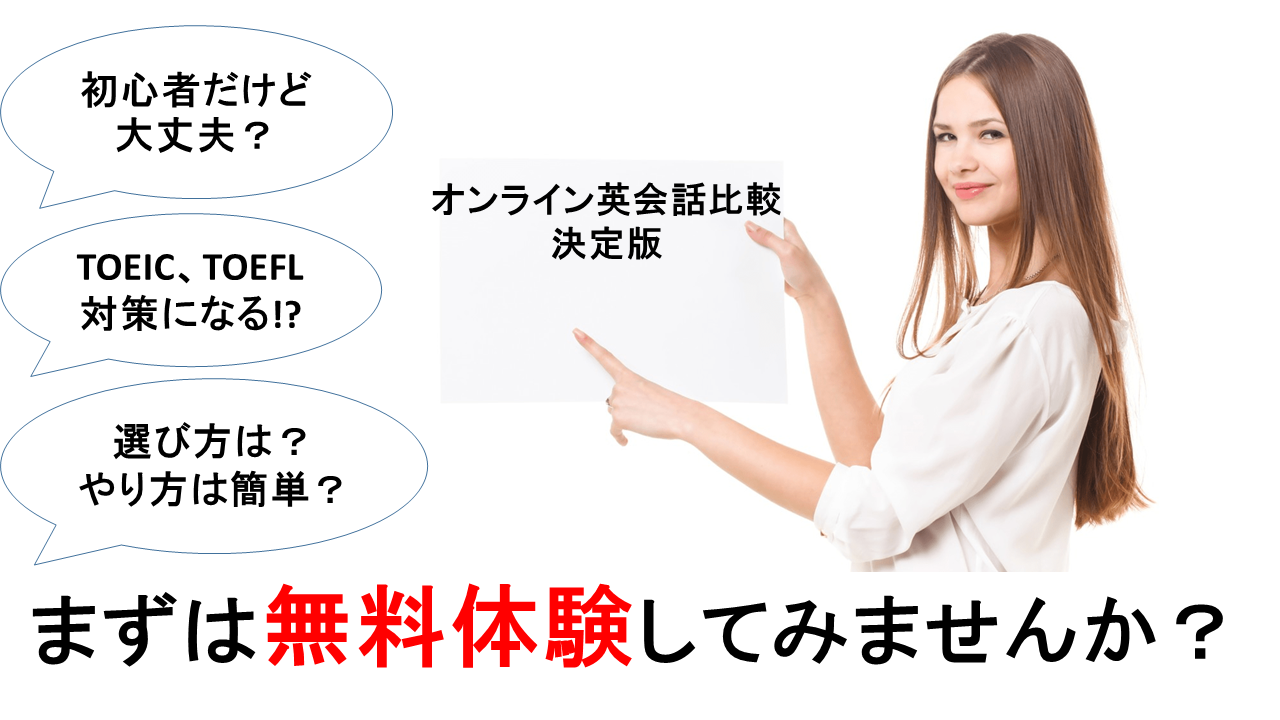 初心者だけど
大丈夫？
TOEIC、TOEFL
対策になる!?
選び方は？
やり方は簡単？
オンライン英会話比較
決定版
まずは無料体験してみませんか？